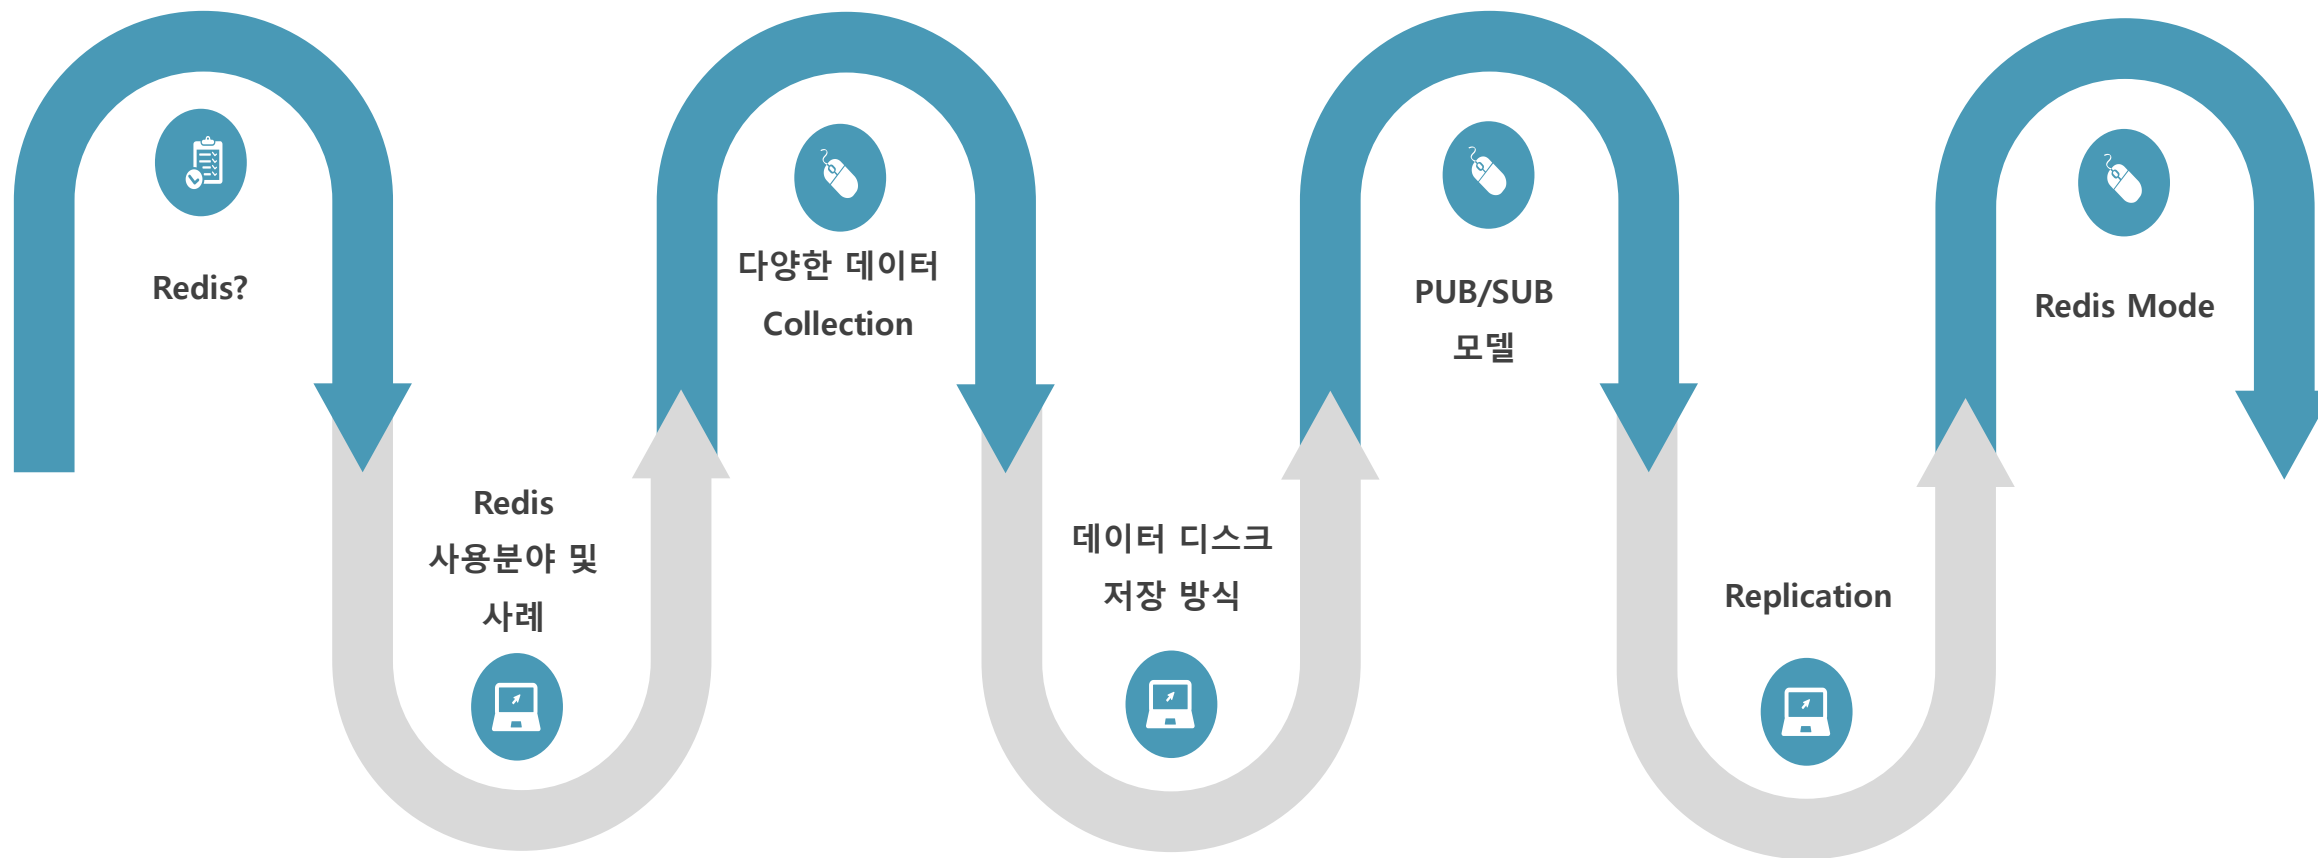 Redis?
Redis
사용분야 및
사례
다양한 데이터
Collection
데이터 디스크
저장 방식
PUB/SUB
모델
Replication
Redis Mode